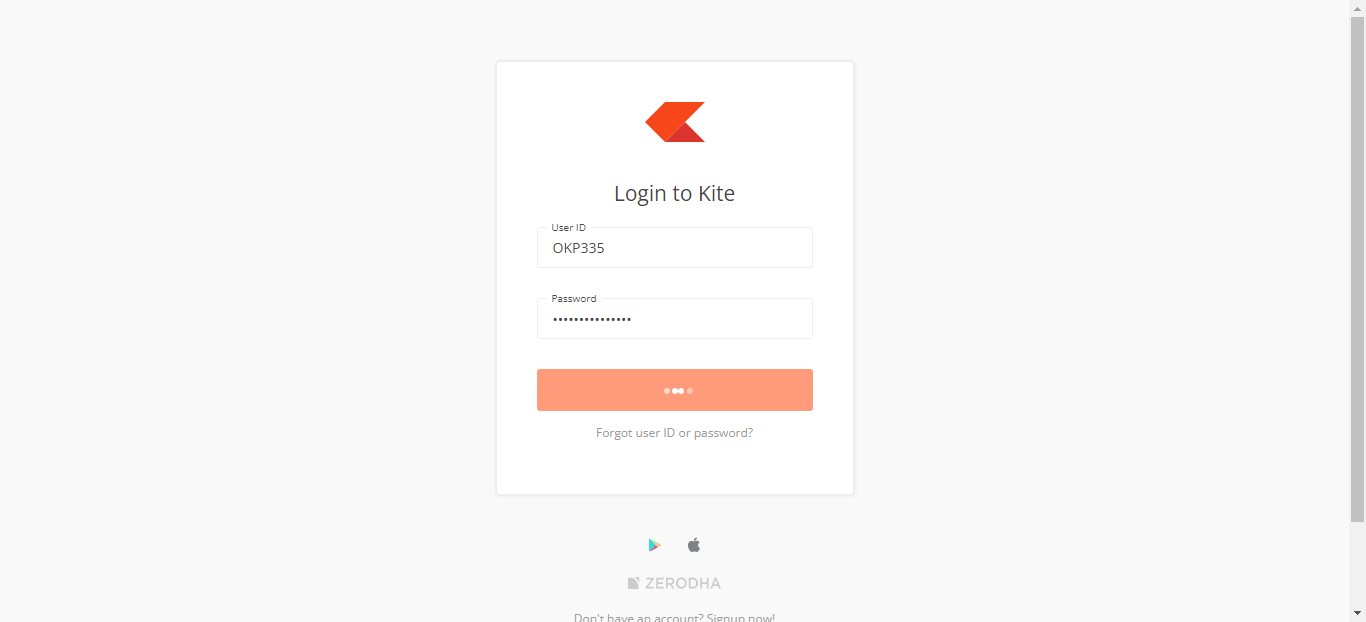 Login to Kite
User ID
OKP335
Password
•••••••••••••••
Forgot user ID or password?
ZERODHA
Don't have an account? Signup now!